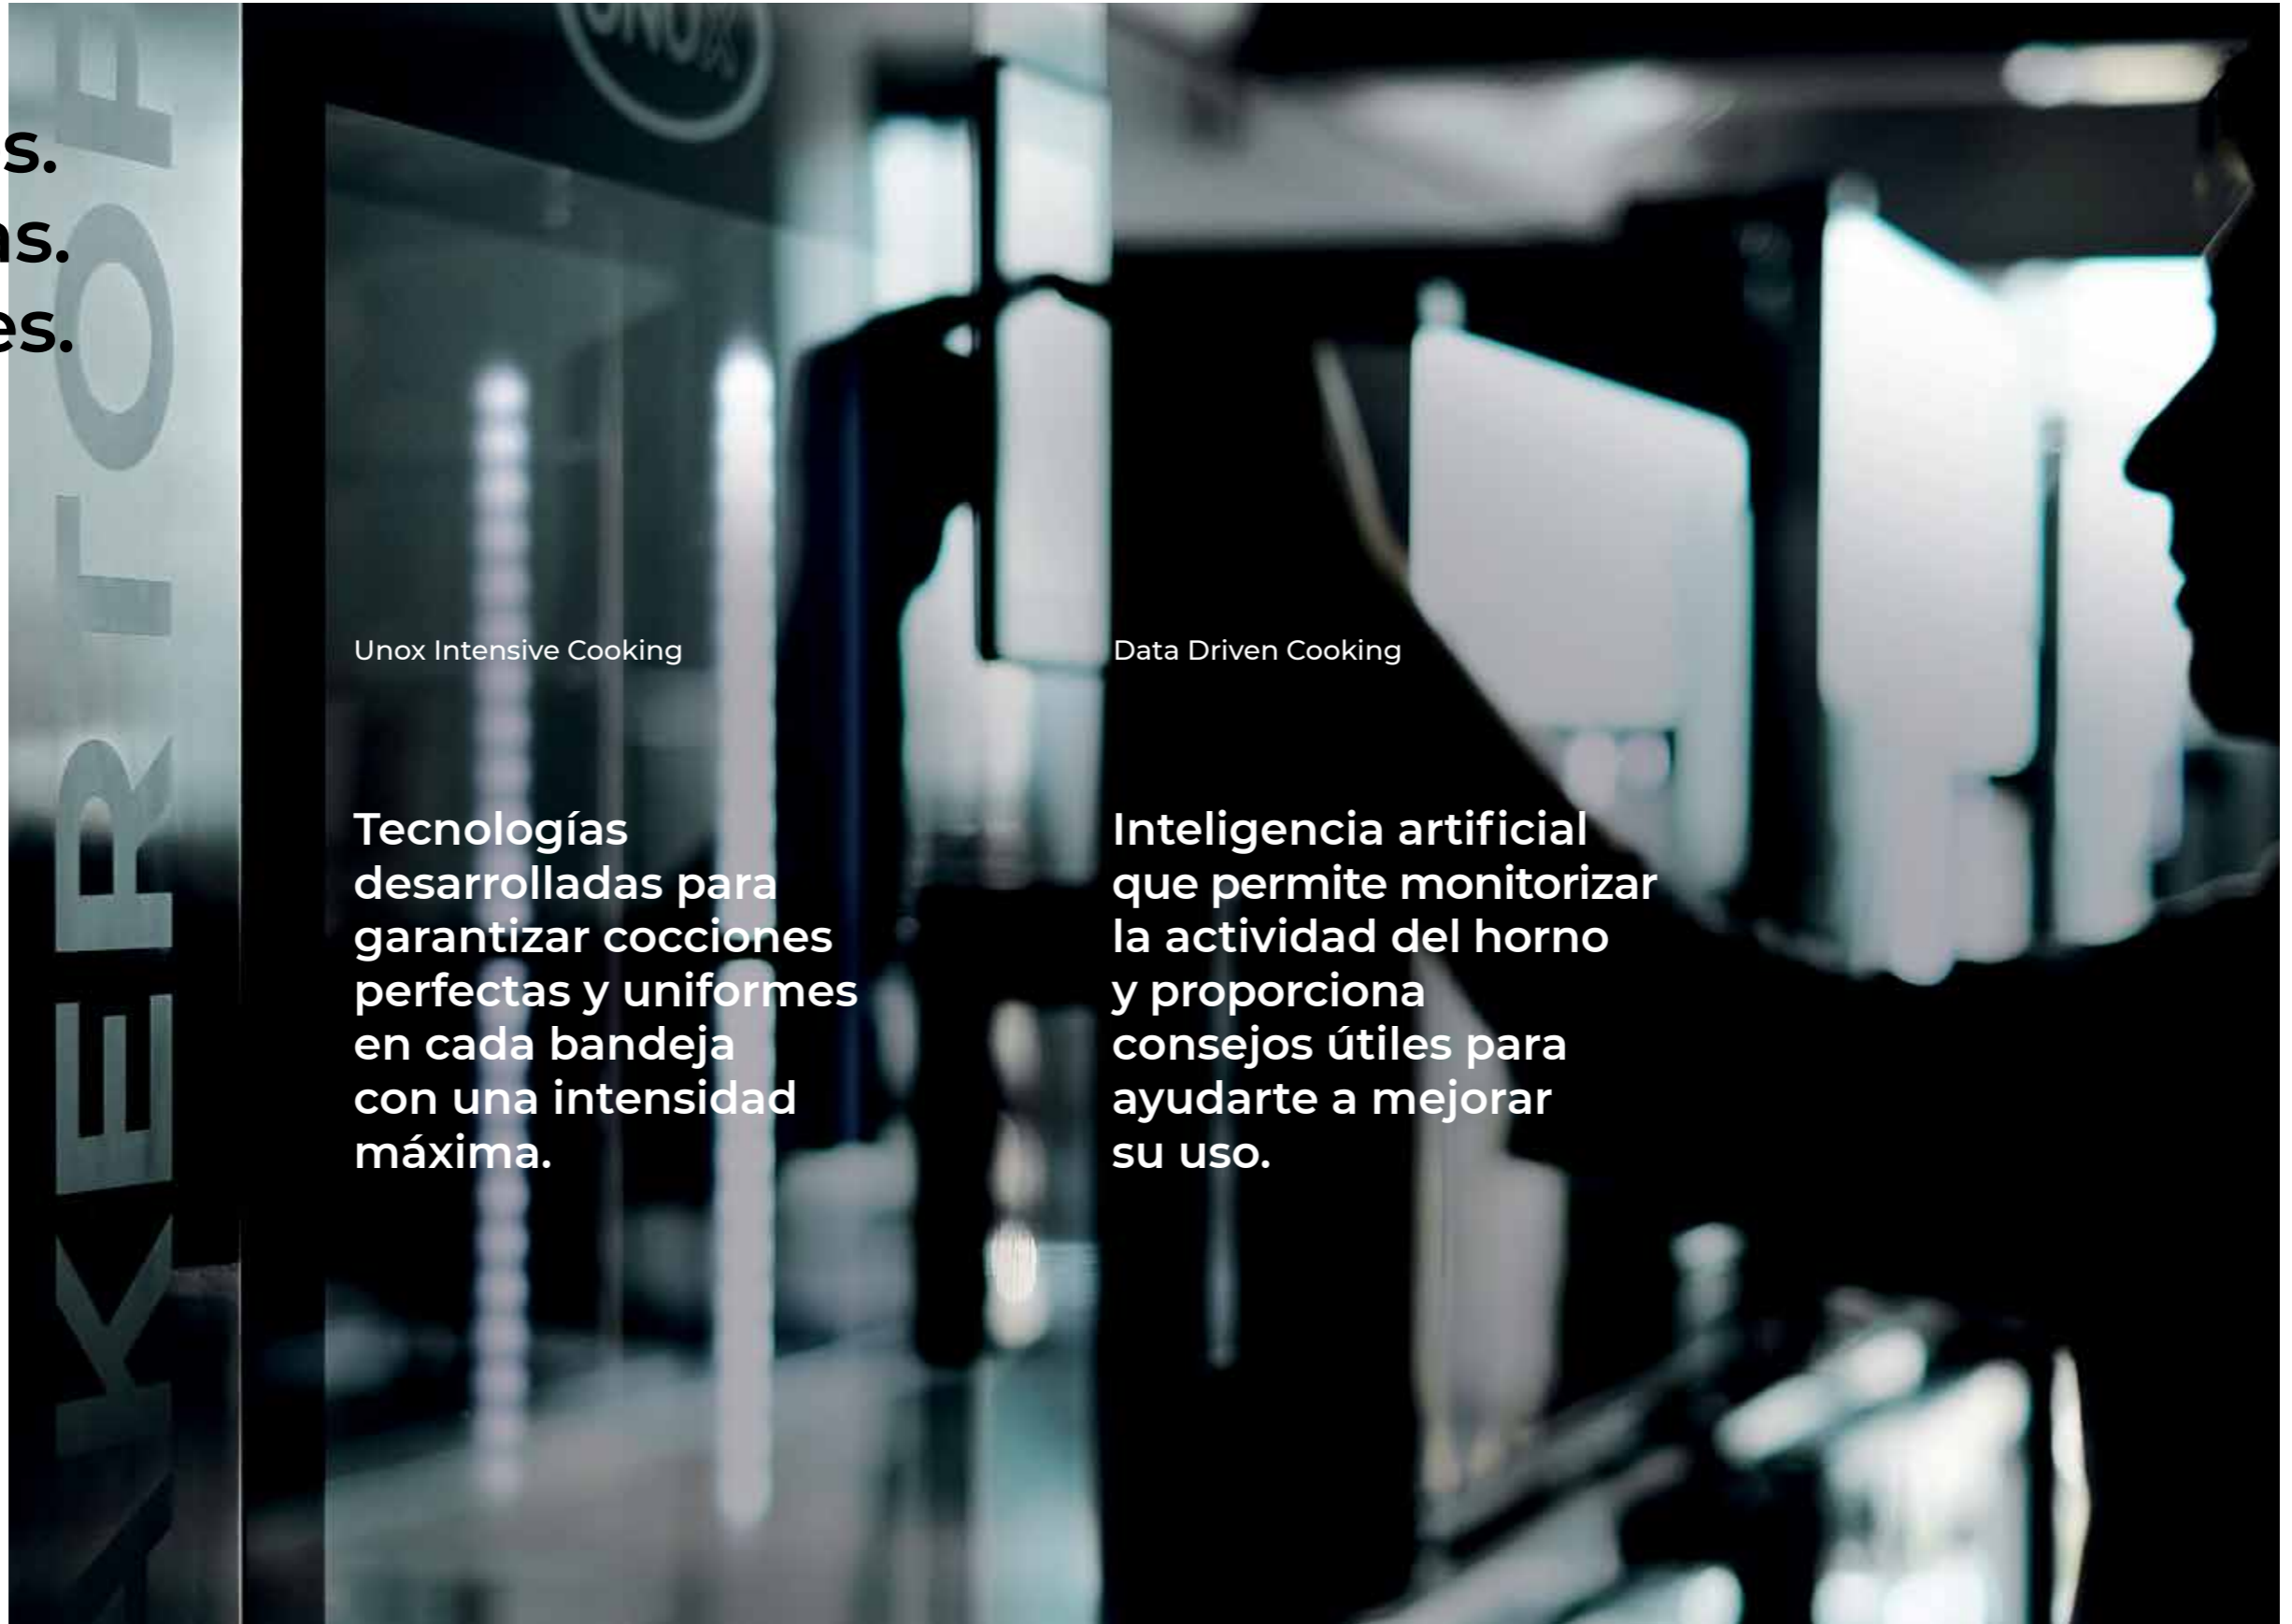 s.
as.
es.
UNOX
Unox Intensive Cooking
Tecnologías
desarrolladas para
garantizar cocciones
perfectas y uniformes
en cada bandeja
con una intensidad
máxima.
Data Driven Cooking
Inteligencia artificial
que permite monitorizar
la actividad del horno
y proporciona
consejos útiles para
ayudarte a mejorar
su uso.
AKERTOP